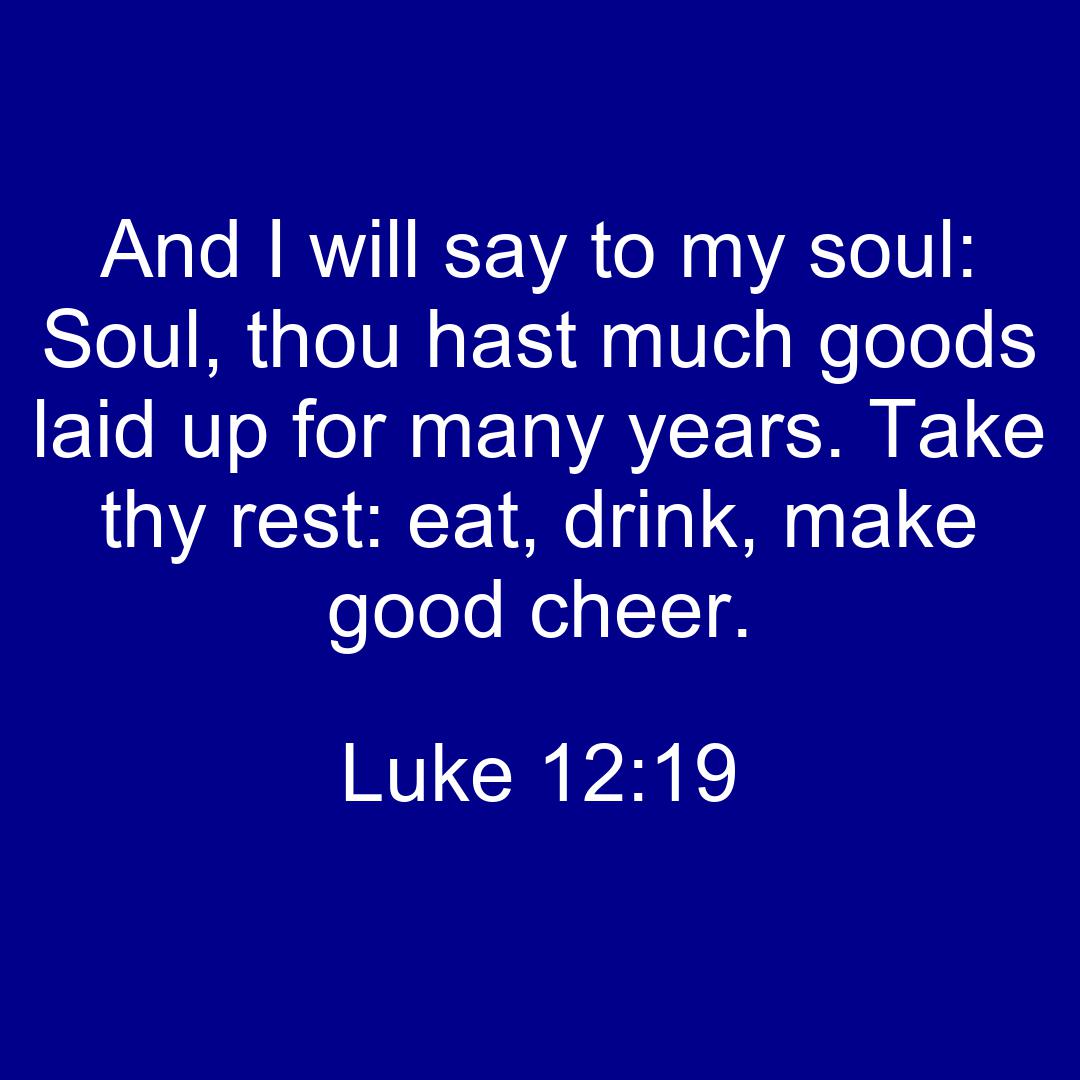 And I will say to my soul:
Soul, thou hast much goods
laid up for many years. Take
thy rest: eat, drink, make
good cheer.
Luke 12:19